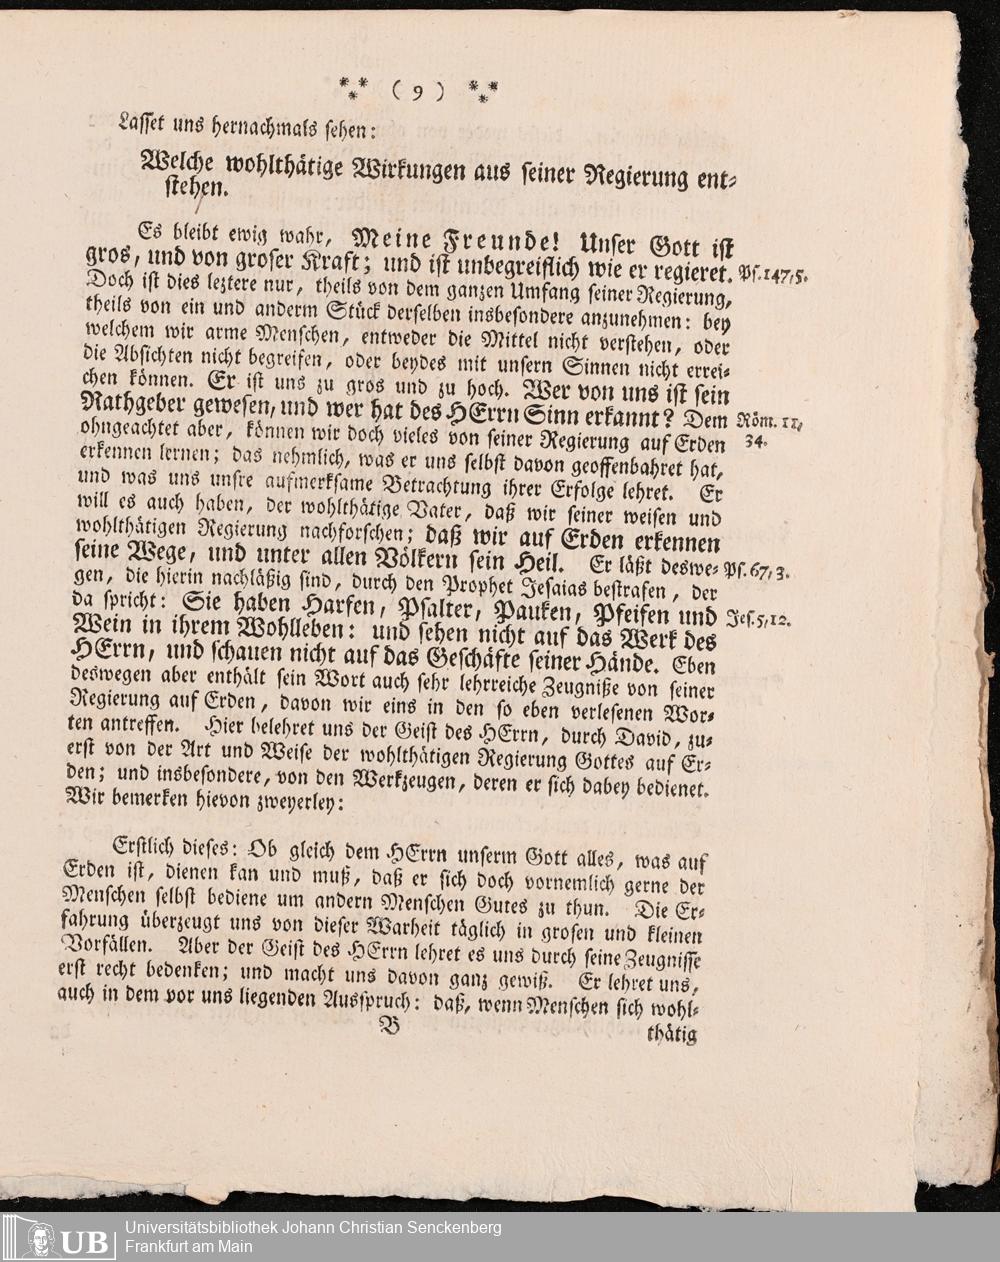 ( 9 )
Lasset uns hernachmals sehen:
Welche wohlthätige Wirkungen aus seiner Regierung ent-
stehen.
Es bleibt ewig wahr, Meine Freunde! Unser Gott ist
gros, und von groser Kraft; und ist unbegreiflich wie er regieret. Ps. 147, 5.
Doch ist dies leztere nur, theils von dem ganzen Umfang seiner Regierung,
theils von ein und anderm Stück derselben insbesondere anzunehmen: bey
welchem wir arme Menschen, entweder die Mittel nicht verstehen, oder
die Absichten nicht begreifen, oder beydes mit unsern Sinnen nicht errei-
chen können. Er ist uns zu gros und zu hoch. Wer von uns ist sein
Rathgeber gewesen, und wer hat des HErrn Sinn erkannt? Dem Röm. 11,
ohngeachtet aber, können wir doch vieles von seiner Regierung auf Erden 34.
erkennen lernen; das nehmlich, was er uns selbst davon geoffenbahret hat,
und was uns unsre aufmerksame Betrachtung ihrer Erfolge lehret. Er
will es auch haben, der wohlthätige Vater, daß wir seiner weisen und
wohlthätigen Regierung nachforschen; daß wir auf Erden erkennen
seine Wege, und unter allen Völkern sein Heil. Er läßt deswe- Ps. 67, 3.
gen, die hierin nachläßig sind, durch den Prophet Jesaias bestrafen, der
da spricht: Sie haben Harfen, Psalter, Pauken, Pfeifen und Jes. 5, 12.
Wein in ihrem Wohlleben: und sehen nicht auf das Werk des
HErrn, und schauen nicht auf das Geschäfte seiner Hände. Eben
deswegen aber enthält sein Wort auch sehr lehrreiche Zeugniße von seiner
Regierung auf Erden, davon wir eins in den so eben verlesenen Wor-
ten antreffen. Hier belehret uns der Geist des HErrn, durch David, zu-
erst von der Art und Weise der wohlthätigen Regierung Gottes auf Er-
den; und insbesondere, von den Werkzeugen, deren er sich dabey bedienet.
Wir bemerken hievon zweyerley:
Erstlich dieses: Ob gleich dem HErrn unserm Gott alles, was auf
Erden ist, dienen kan und muß, daß er sich doch vornemlich gerne der
Menschen selbst bediene um andern Menschen Gutes zu thun. Die Er-
fahrung überzeugt uns von dieser Warheit täglich in grosen und kleinen
Vorfällen. Aber der Geist des HErrn lehret es uns durch seine Zeugnisse
erst recht bedenken; und macht uns davon ganz gewiß. Er lehret uns,
auch in dem vor uns liegenden Ausspruch: daß, wenn Menschen sich wohl-
B thätig
UB
Universitätsbibliothek Johann Christian Senckenberg
Frankfurt am Main